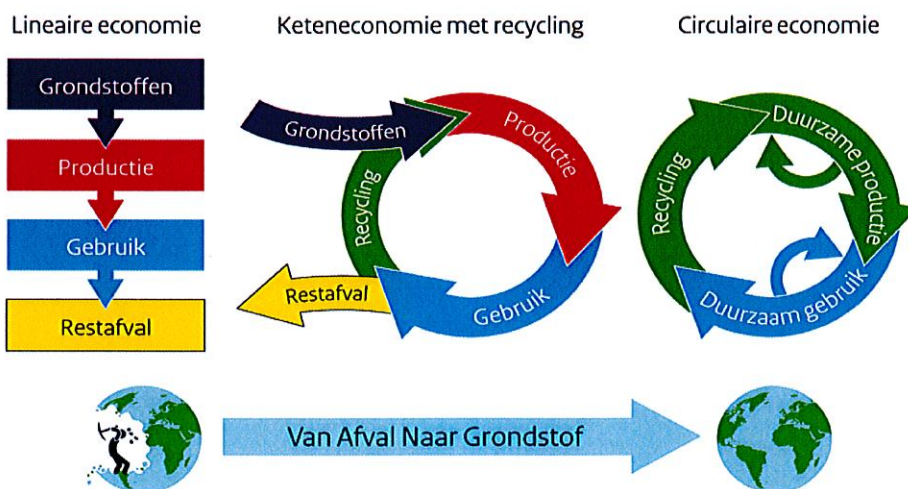 Lineaire economie
Grondstoffen
Productie
Gebruik
Restafval
Keteneconomie met recycling
Grondstoffen
Productie
Gebruik
Recycling
Restafval
Circulaire economie
Duurzame productie
Duurzaam gebruik
Recycling
Van Afval Naar Grondstof